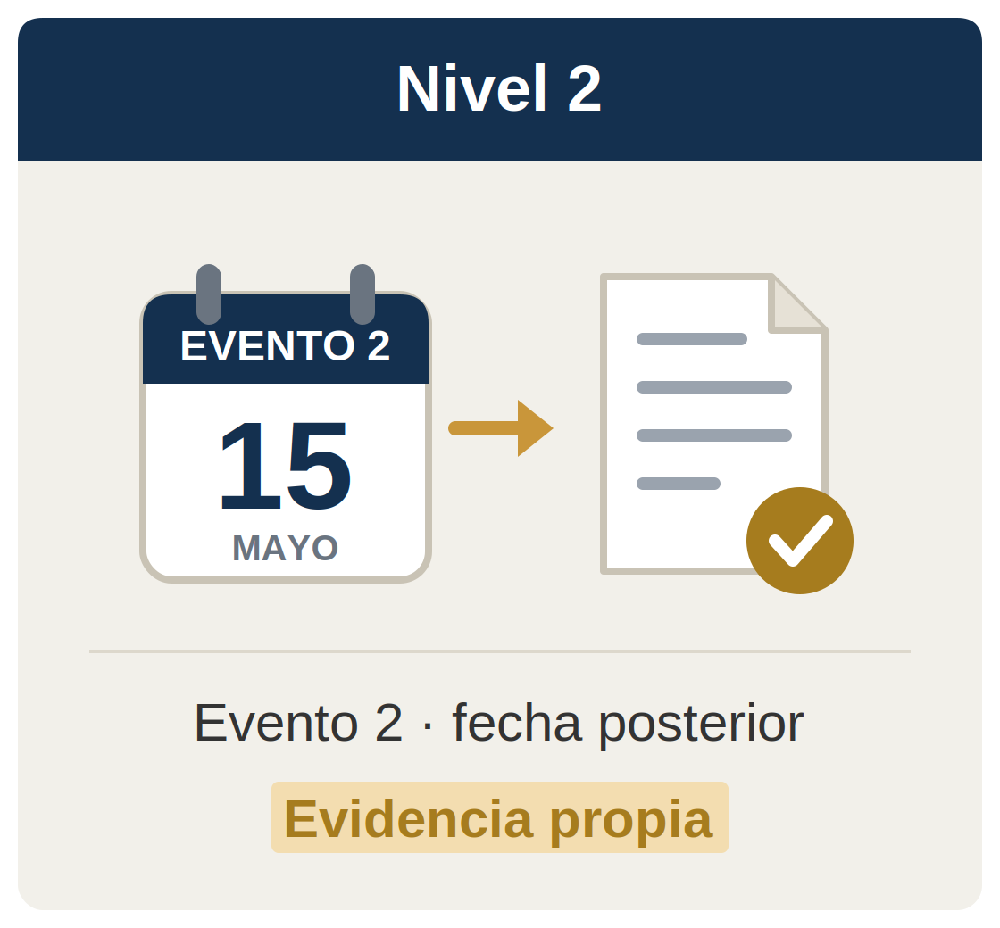 Nivel 2
EVENTO 2
15
MAYO
Evento 2 · fecha posterior
Evidencia propia